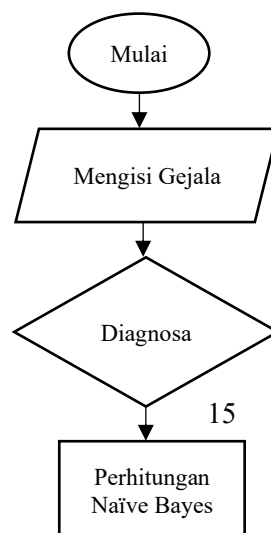 Mulai
Mengisi Gejala
Diagnosa
15
Perhitungan
Naïve Bayes